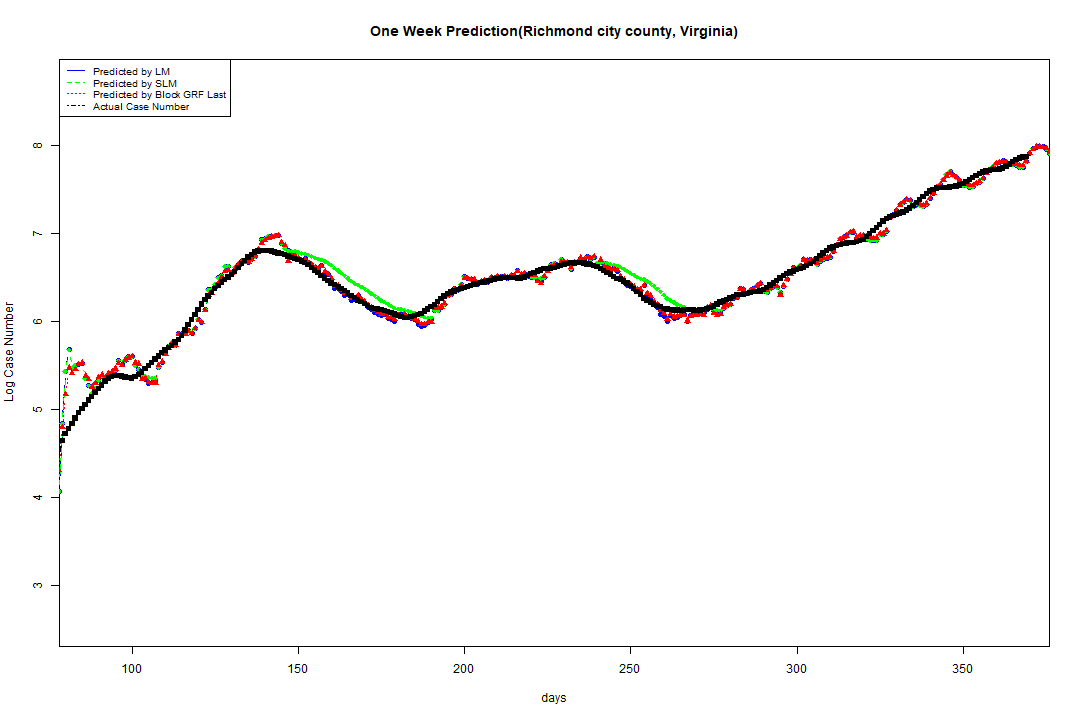 One Week Prediction(Richmond city county, Virginia)
Predicted by LM
Predicted by SLM
Predicted by Block GRF Last
Actual Case Number
8
7
6
5
4
3
Log Case Number
100 150 200 250 300 350
days